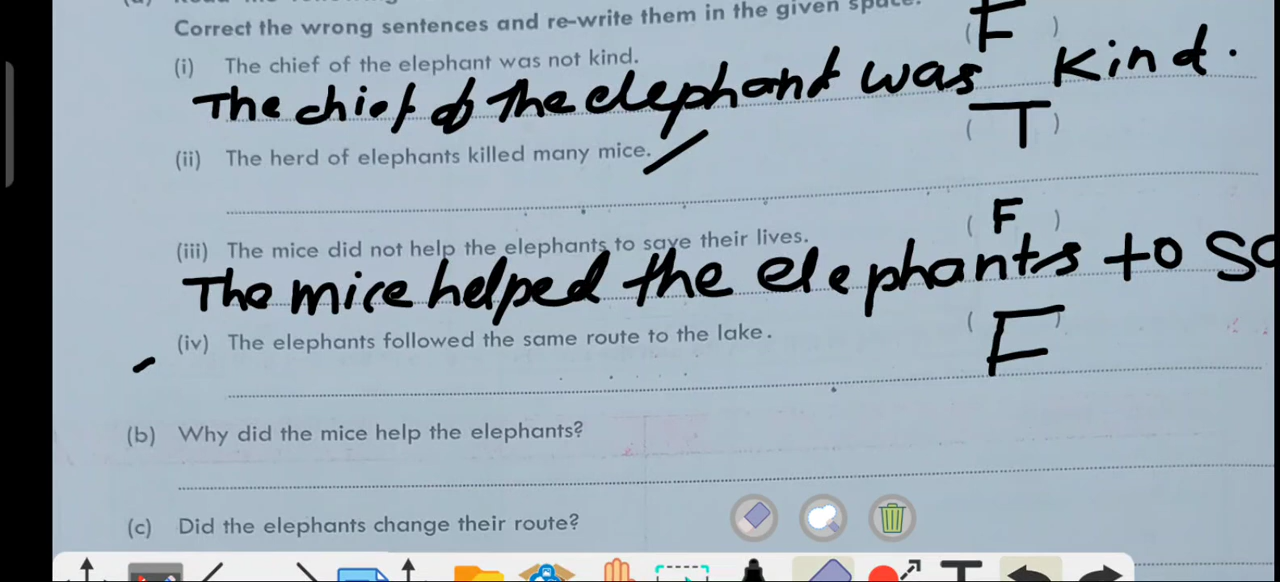 Correct the wrong sentences and re-write them in the given space.
(i) The chief of the elephant was not kind. ( F )
The chief of the elephant was kind.
(ii) The herd of elephants killed many mice. ( T )
(iii) The mice did not help the elephants to save their lives. ( F )
The mice helped the elephants to sa
(iv) The elephants followed the same route to the lake. ( F )
(b) Why did the mice help the elephants?
(c) Did the elephants change their route?